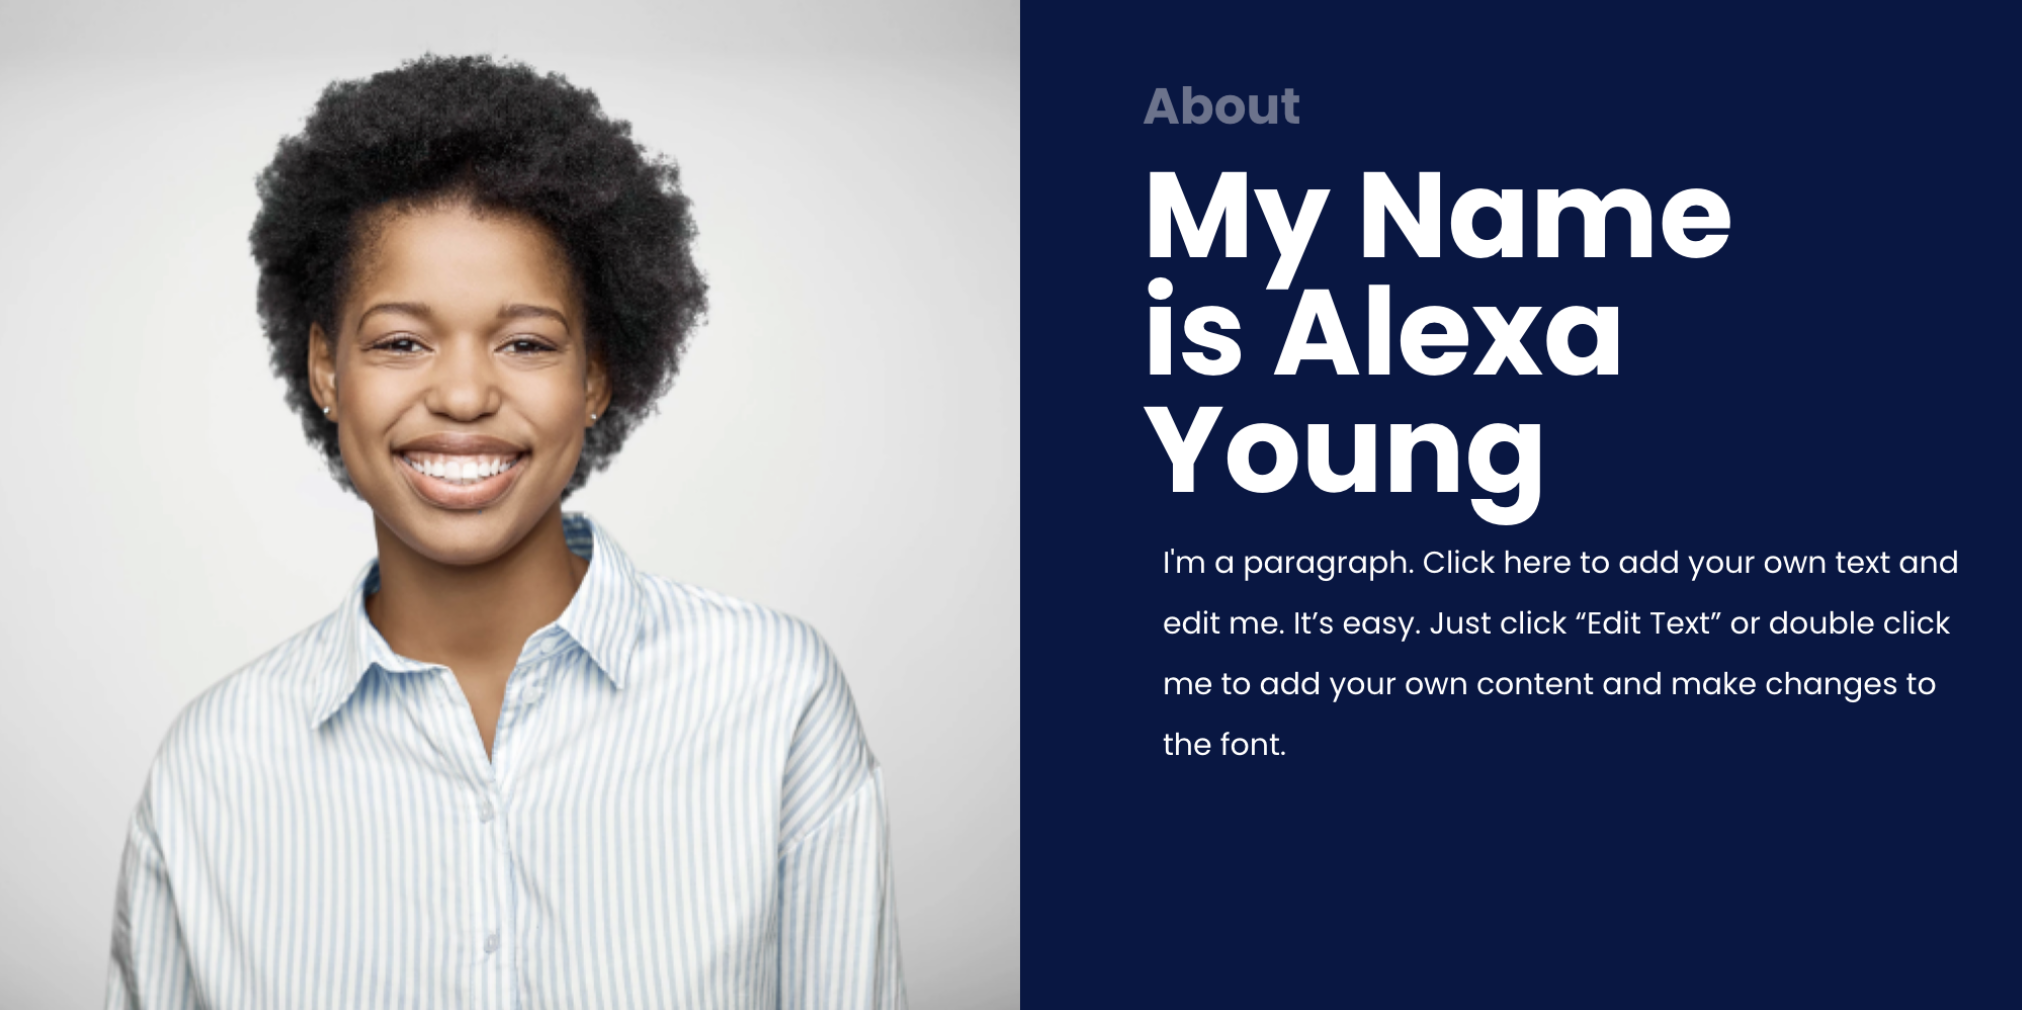 About
My Name
is Alexa
Young
I'm a paragraph. Click here to add your own text and
edit me. It’s easy. Just click “Edit Text” or double click
me to add your own content and make changes to
the font.